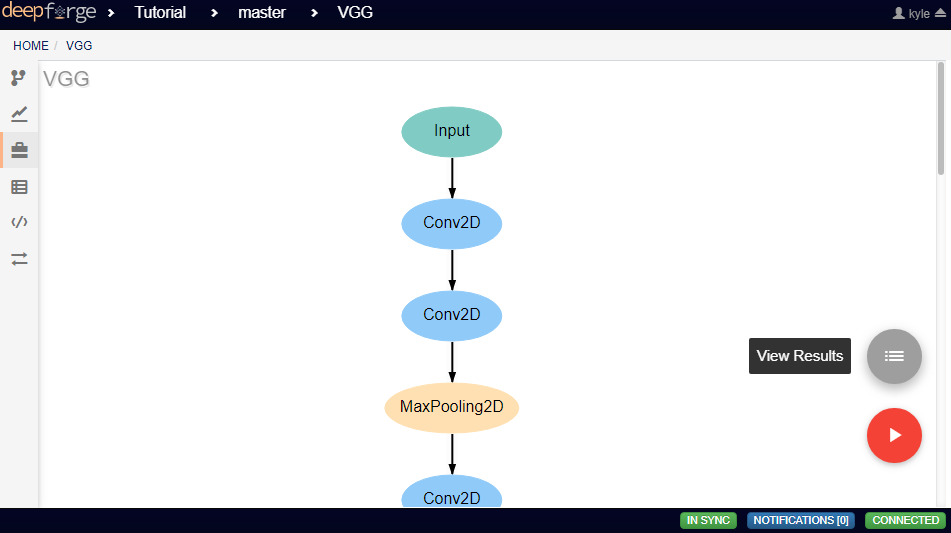 deepforge Tutorial master VGG kyle
HOME / VGG
VGG
Input
Conv2D
Conv2D
View Results
MaxPooling2D
Conv2D
IN SYNC NOTIFICATIONS [0] CONNECTED